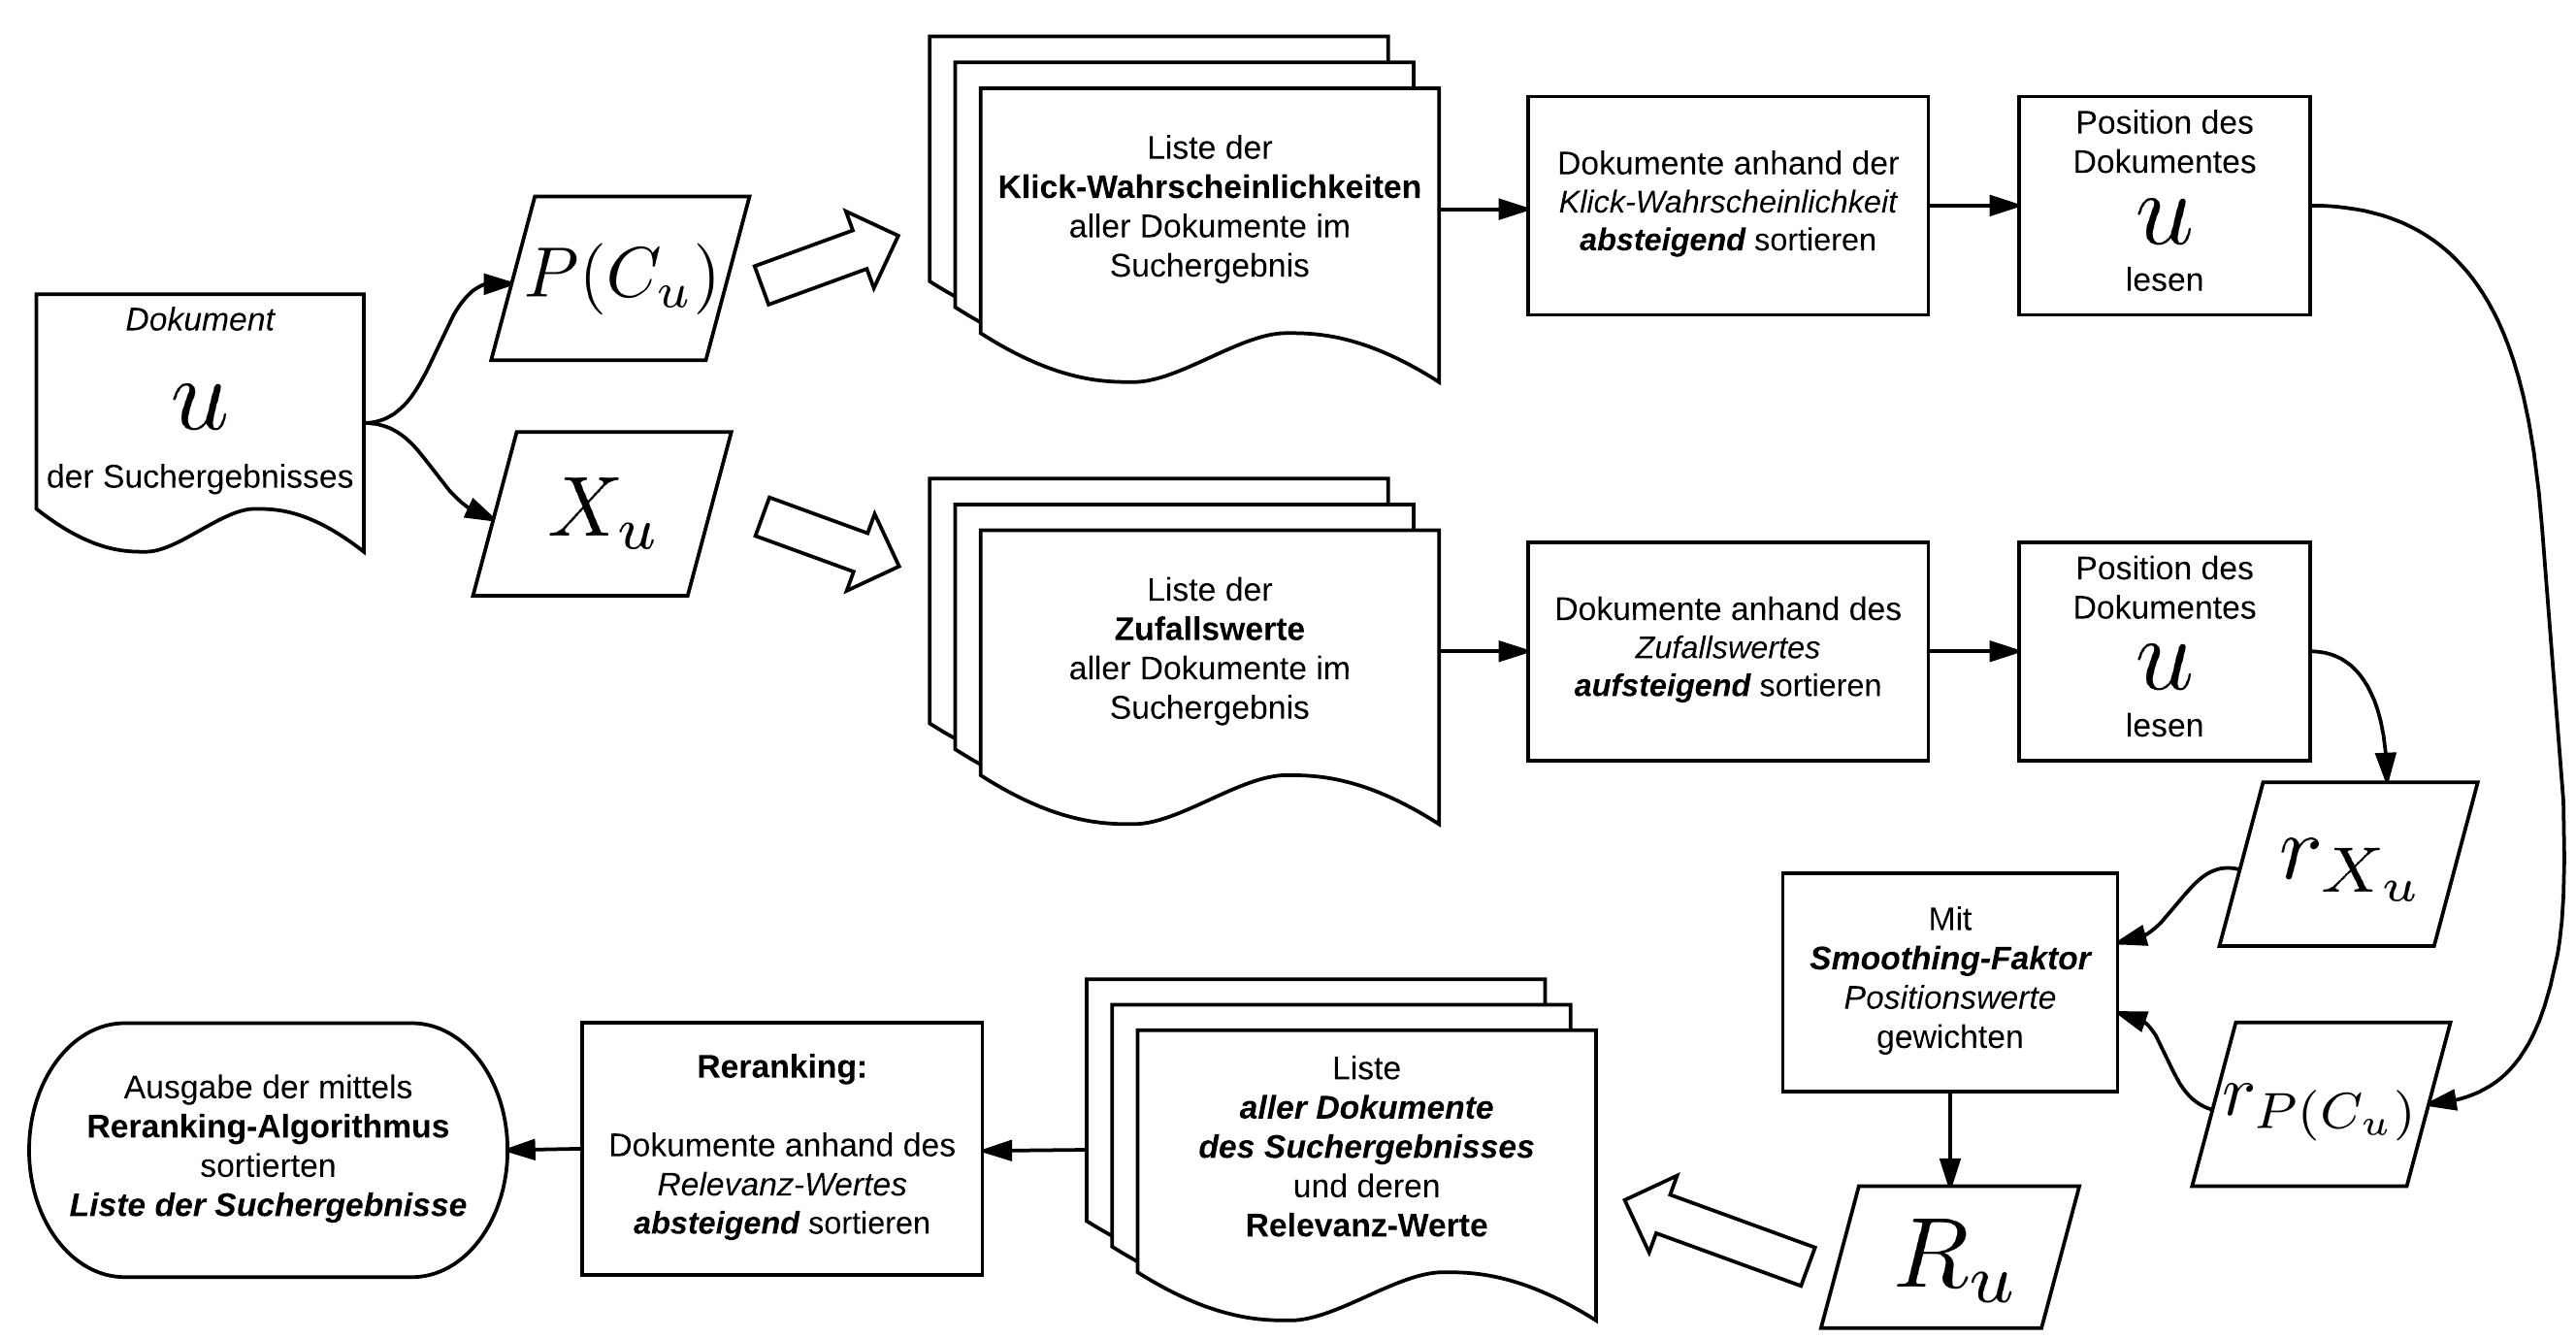 Dokument
u
der Suchergebnisses
P(C_u)
X_u
Liste der
Klick-Wahrscheinlichkeiten
aller Dokumente im
Suchergebnis
Dokumente anhand der
Klick-Wahrscheinlichkeit
absteigend sortieren
Position des
Dokumentes
u
lesen
Liste der
Zufallswerte
aller Dokumente im
Suchergebnis
Dokumente anhand des
Zufallswertes
aufsteigend sortieren
Position des
Dokumentes
u
lesen
r_{X_u}
r_{P(C_u)}
Mit
Smoothing-Faktor
Positionswerte
gewichten
R_u
Liste
aller Dokumente
des Suchergebnisses
und deren
Relevanz-Werte
Reranking:
Dokumente anhand des
Relevanz-Wertes
absteigend sortieren
Ausgabe der mittels
Reranking-Algorithmus
sortierten
Liste der Suchergebnisse